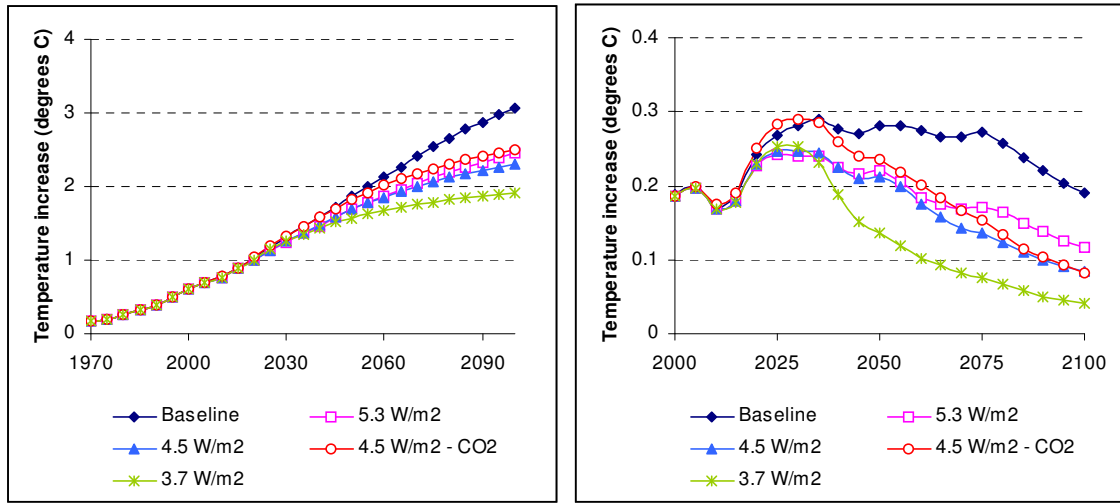 Temperature increase (degrees C)
4
3
2
1
0
1970 2000 2030 2060 2090
Baseline 5.3 W/m2
4.5 W/m2 4.5 W/m2 - CO2
3.7 W/m2
Temperature increase (degrees C)
0.4
0.3
0.2
0.1
0
2000 2025 2050 2075 2100
Baseline 5.3 W/m2
4.5 W/m2 4.5 W/m2 - CO2
3.7 W/m2